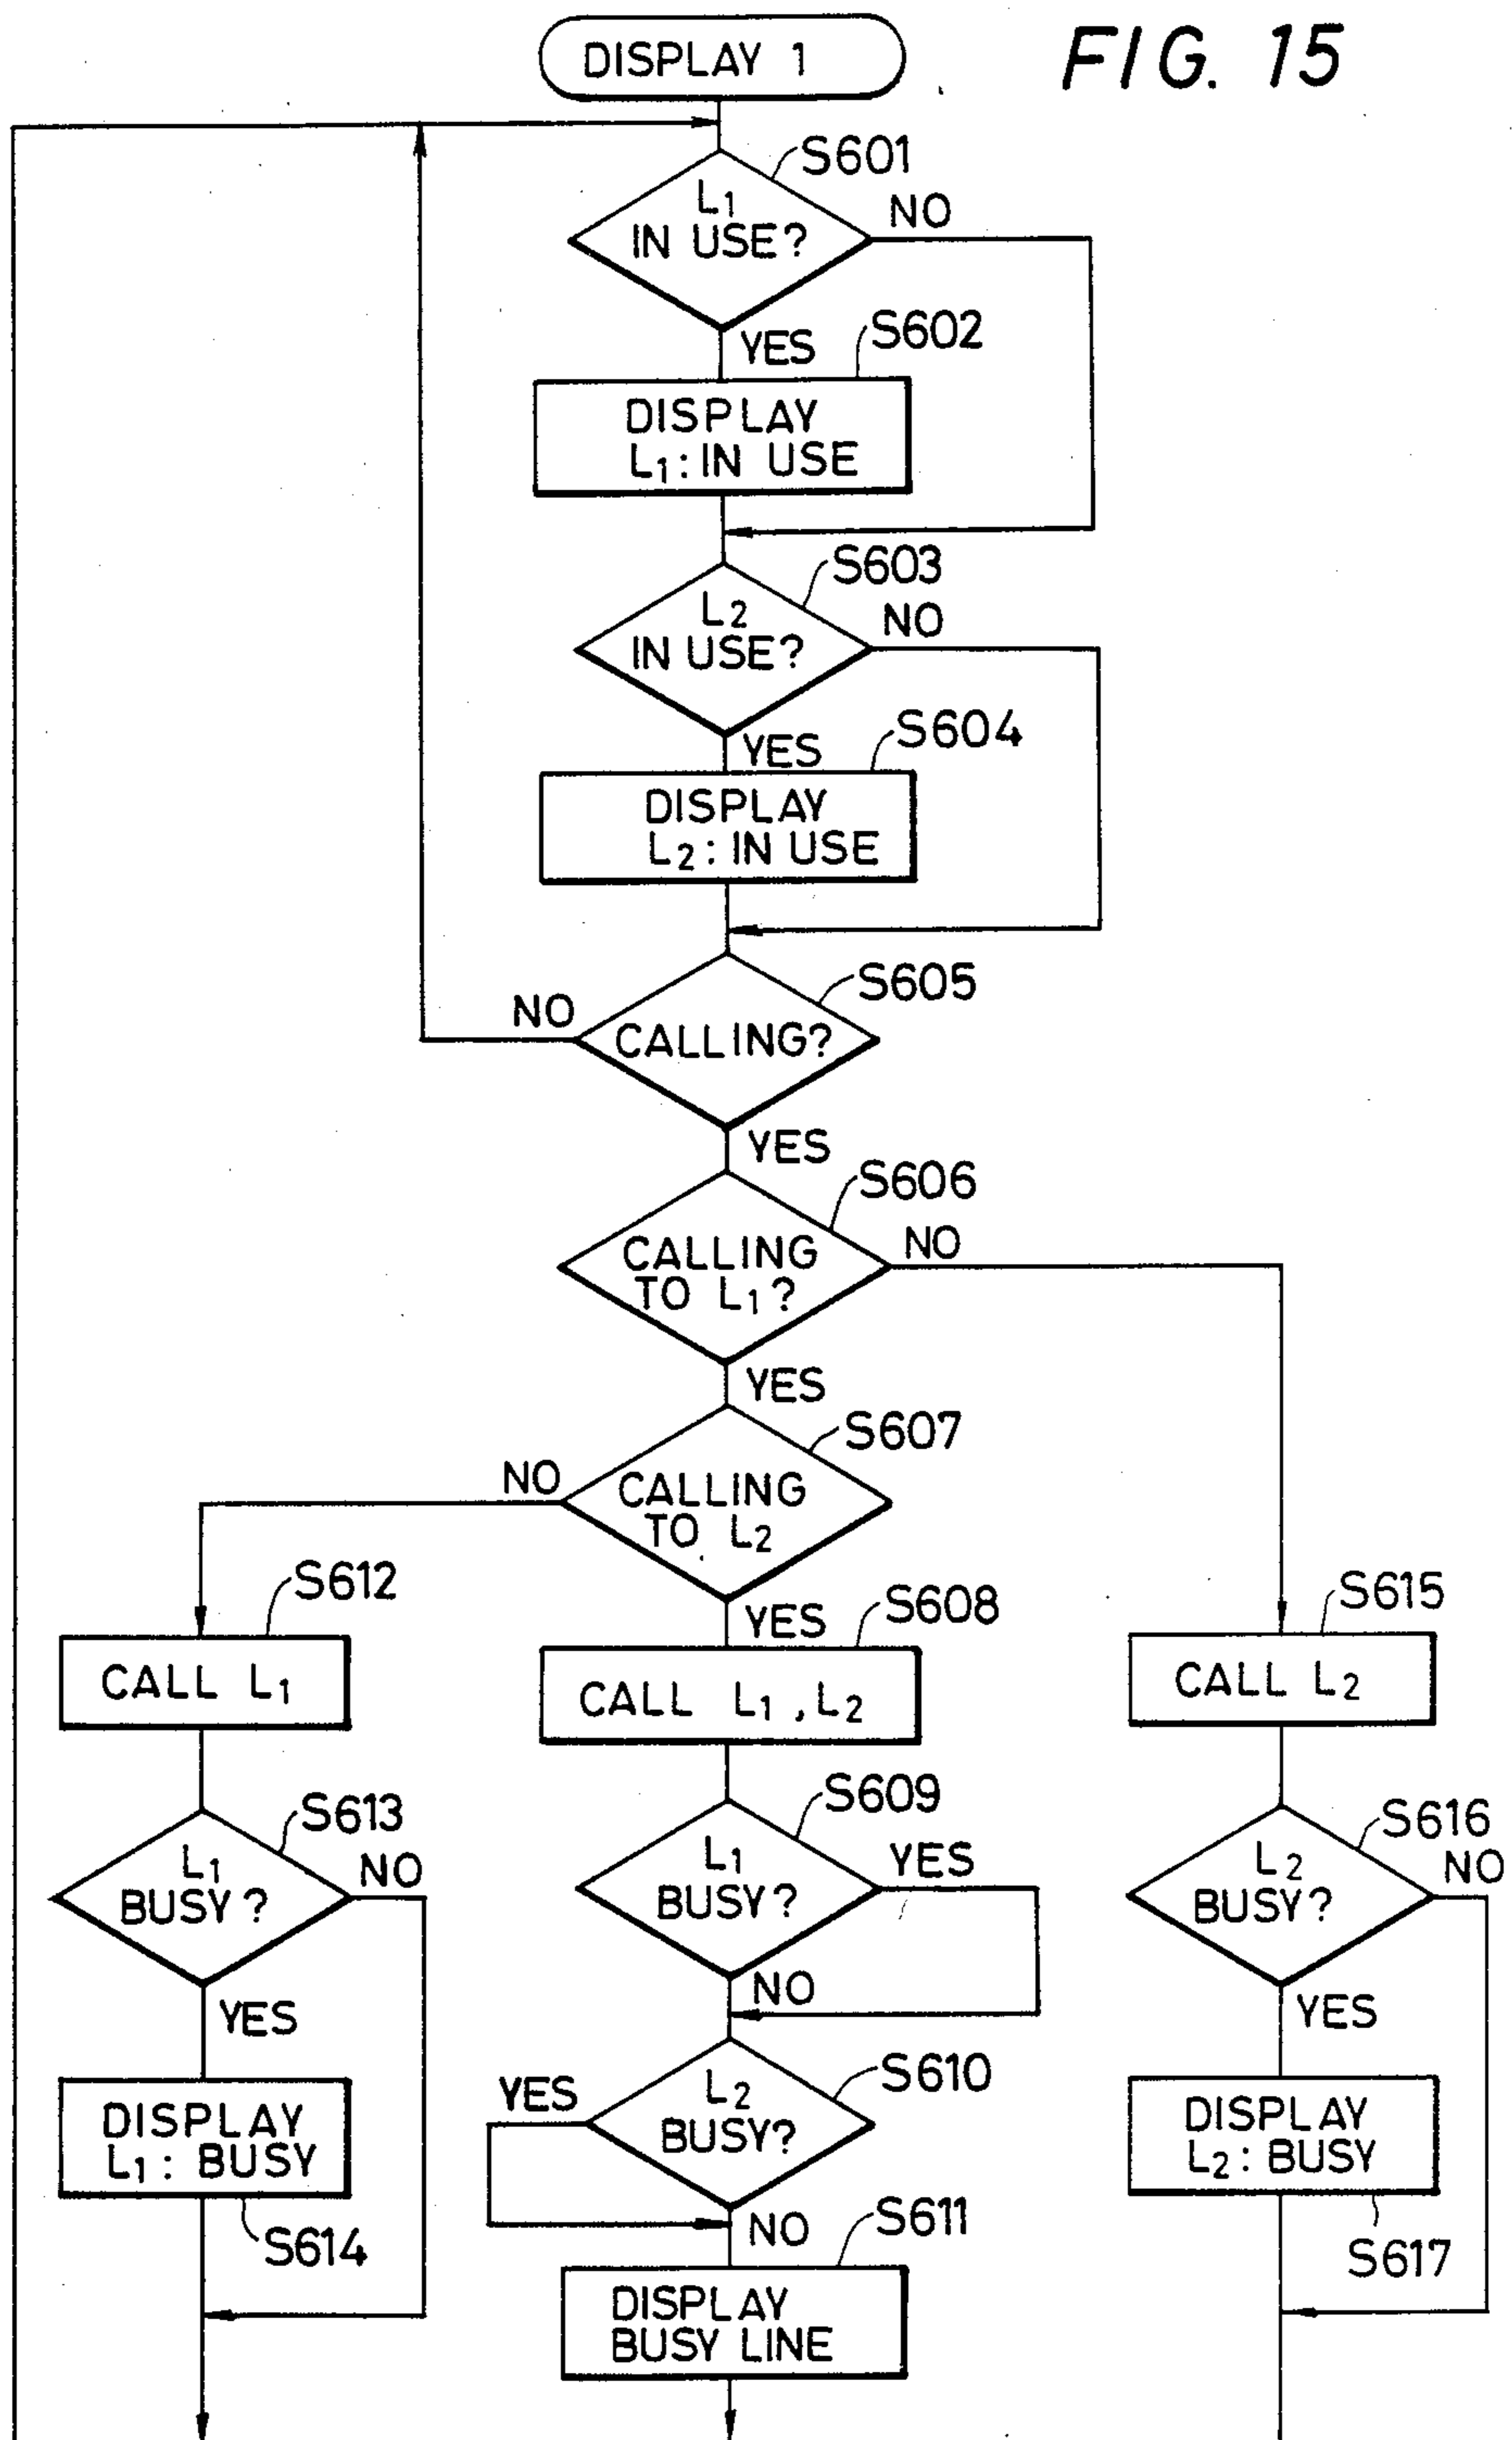 FIG. 15
DISPLAY 1
S601
L1
IN USE?
NO
YES
S602
DISPLAY
L1: IN USE
S603
L2
IN USE?
NO
YES
S604
DISPLAY
L2: IN USE
S605
NO
CALLING?
YES
S606
CALLING
TO L1?
NO
YES
S607
NO
CALLING
TO L2
YES
S612
CALL L1
S608
CALL L1, L2
S615
CALL L2
S613
L1
BUSY?
NO
YES
S609
L1
BUSY?
YES
NO
S616
L2
BUSY?
NO
YES
DISPLAY
L1: BUSY
S614
S610
YES
L2
BUSY?
NO
S611
DISPLAY
BUSY LINE
DISPLAY
L2: BUSY
S617